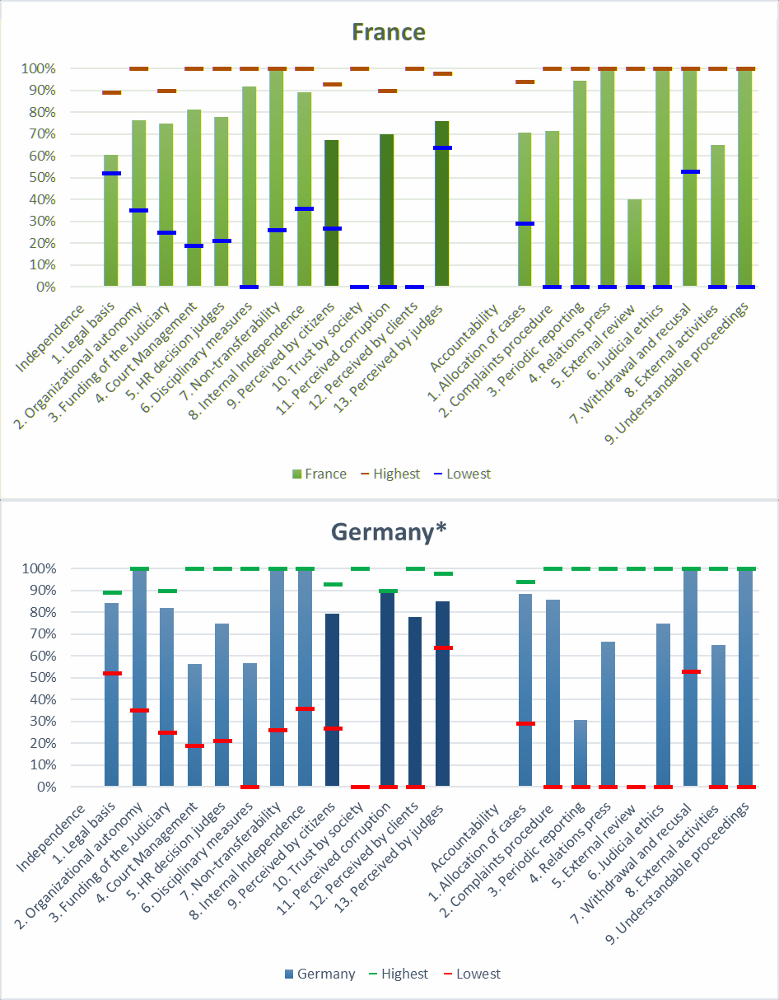 France
100%
90%
80%
70%
60%
50%
40%
30%
20%
10%
0%
Independence
1. Legal basis
2. Organizational autonomy
3. Funding of the Judiciary
4. Court Management
5. HR decision judges
6. Disciplinary measures
7. Non-transferability
8. Internal Independence
9. Perceived by citizens
10. Trust by society
11. Perceived corruption
12. Perceived by clients
13. Perceived by judges
Accountability
1. Allocation of cases
2. Complaints procedure
3. Periodic reporting
4. Relations press
5. External review
6. Judicial ethics
7. Withdrawal and recusal
8. External activities
9. Understandable proceedings
France Highest Lowest
Germany*
100%
90%
80%
70%
60%
50%
40%
30%
20%
10%
0%
Independence
1. Legal basis
2. Organizational autonomy
3. Funding of the Judiciary
4. Court Management
5. HR decision judges
6. Disciplinary measures
7. Non-transferability
8. Internal Independence
9. Perceived by citizens
10. Trust by society
11. Perceived corruption
12. Perceived by clients
13. Perceived by judges
Accountability
1. Allocation of cases
2. Complaints procedure
3. Periodic reporting
4. Relations press
5. External review
6. Judicial ethics
7. Withdrawal and recusal
8. External activities
9. Understandable proceedings
Germany Highest Lowest